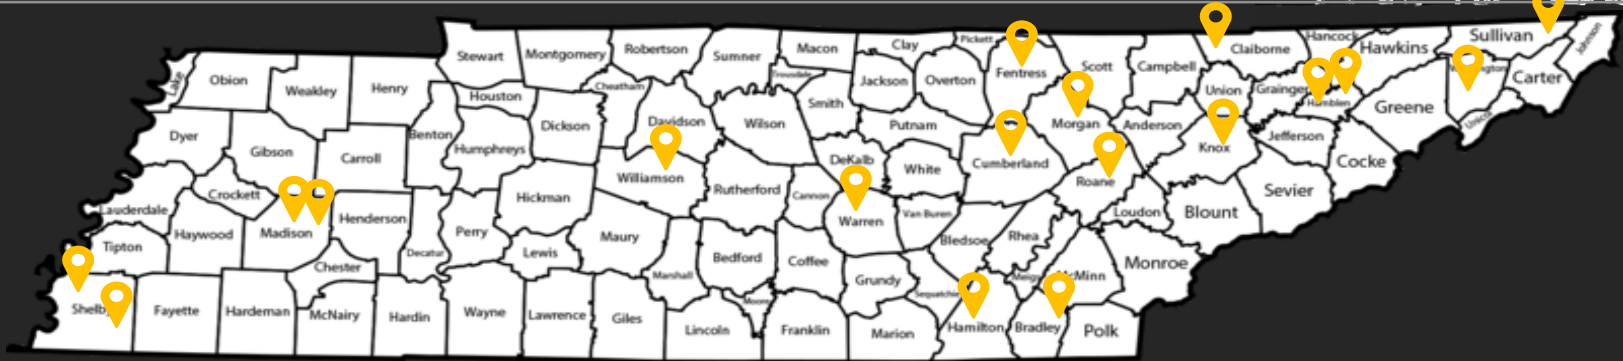 Stewart Montgomery Robertson Sumner Macon Clay Pickett Fentress Scott Campbell Claiborne Hancock Hawkins Sullivan Johnson
Lake Obion Weakley Henry Houston Cheatham Trousdale Smith Jackson Overton Union Grainger Hamblen Greene Carter
Dyer Gibson Carroll Benton Humphreys Dickson Davidson Wilson Putnam Morgan Anderson Knox Jefferson Cocke Unicoi
Lauderdale Crockett Madison Henderson Hickman Williamson Rutherford Cannon DeKalb White Cumberland Roane Loudon Blount Sevier
Tipton Haywood Chester Decatur Perry Lewis Maury Bedford Coffee Warren Van Buren Bledsoe Rhea Meigs McMinn Monroe
Shelby Fayette Hardeman McNairy Hardin Wayne Lawrence Giles Marshall Moore Lincoln Franklin Grundy Marion Sequatchie Hamilton Bradley Polk